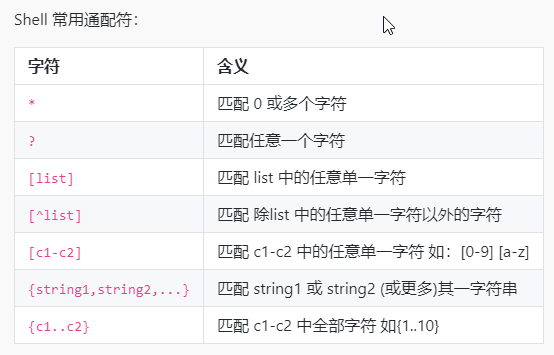 Shell 常用通配符：
字符 含义
* 匹配 0 或多个字符
? 匹配任意一个字符
[list] 匹配 list 中的任意单一字符
[^list] 匹配 除list 中的任意单一字符以外的字符
[c1-c2] 匹配 c1-c2 中的任意单一字符 如：[0-9] [a-z]
{string1,string2,...} 匹配 string1 或 string2 (或更多)其一字符串
{c1..c2} 匹配 c1-c2 中全部字符 如{1..10}